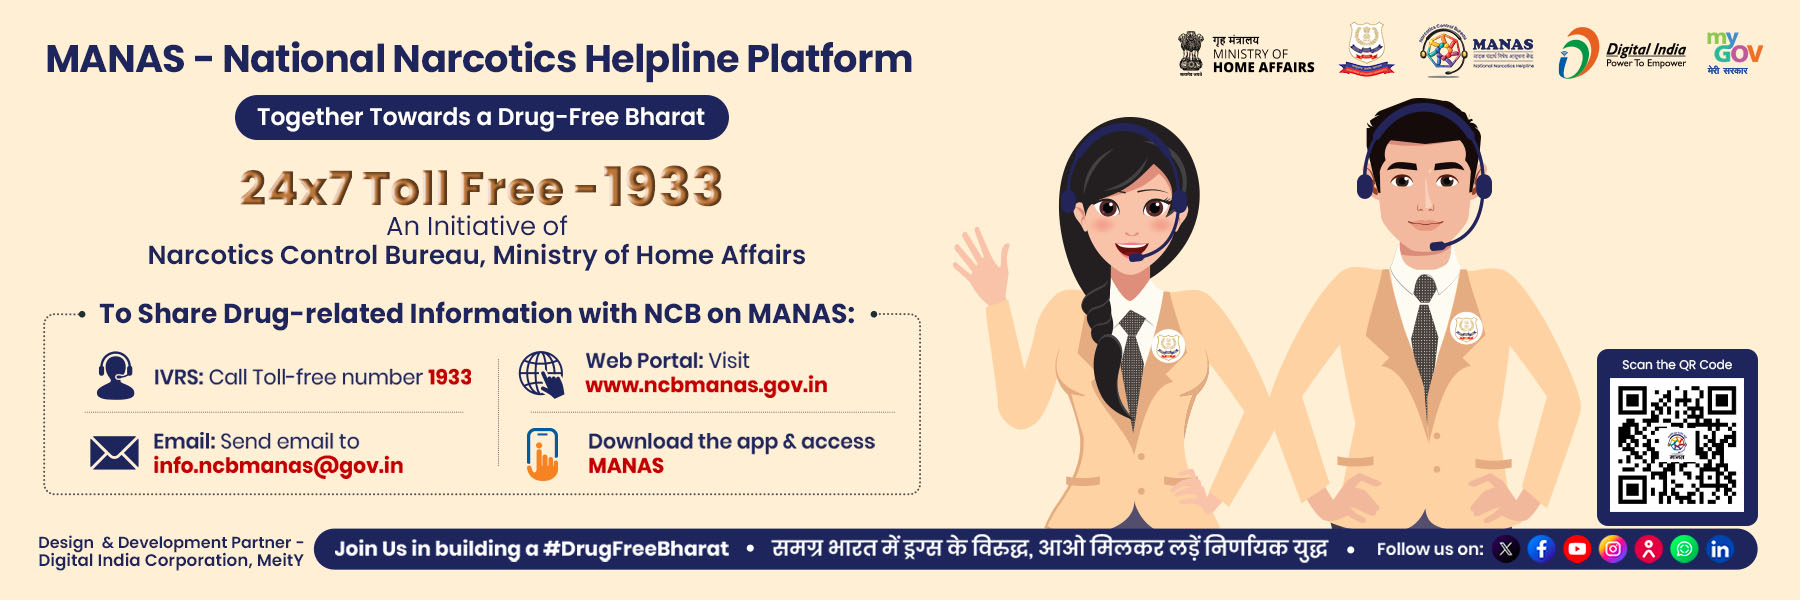 MANAS - National Narcotics Helpline Platform
Together Towards a Drug-Free Bharat
24x7 Toll Free - 1933
An Initiative of
Narcotics Control Bureau, Ministry of Home Affairs
To Share Drug-related Information with NCB on MANAS:
IVRS: Call Toll-free number 1933
Web Portal: Visit
www.ncbmanas.gov.in
Email: Send email to
info.ncbmanas@gov.in
Download the app & access
MANAS
गृह मंत्रालय
MINISTRY OF
HOME AFFAIRS
MANAS
National Narcotics Helpline
Digital India
Power To Empower
my
GOV
मेरी सरकार
Scan the QR Code
मानस
Design & Development Partner -
Digital India Corporation, MeitY
Join Us in building a #DrugFreeBharat • समग्र भारत में ड्रग्स के विरुद्ध, आओ मिलकर लड़ें निर्णायक युद्ध • Follow us on: